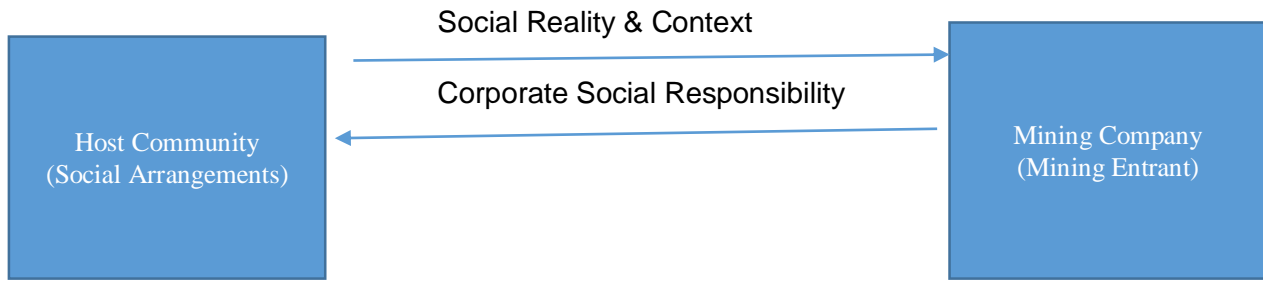 Social Reality & Context
Corporate Social Responsibility
Host Community
(Social Arrangements)
Mining Company
(Mining Entrant)